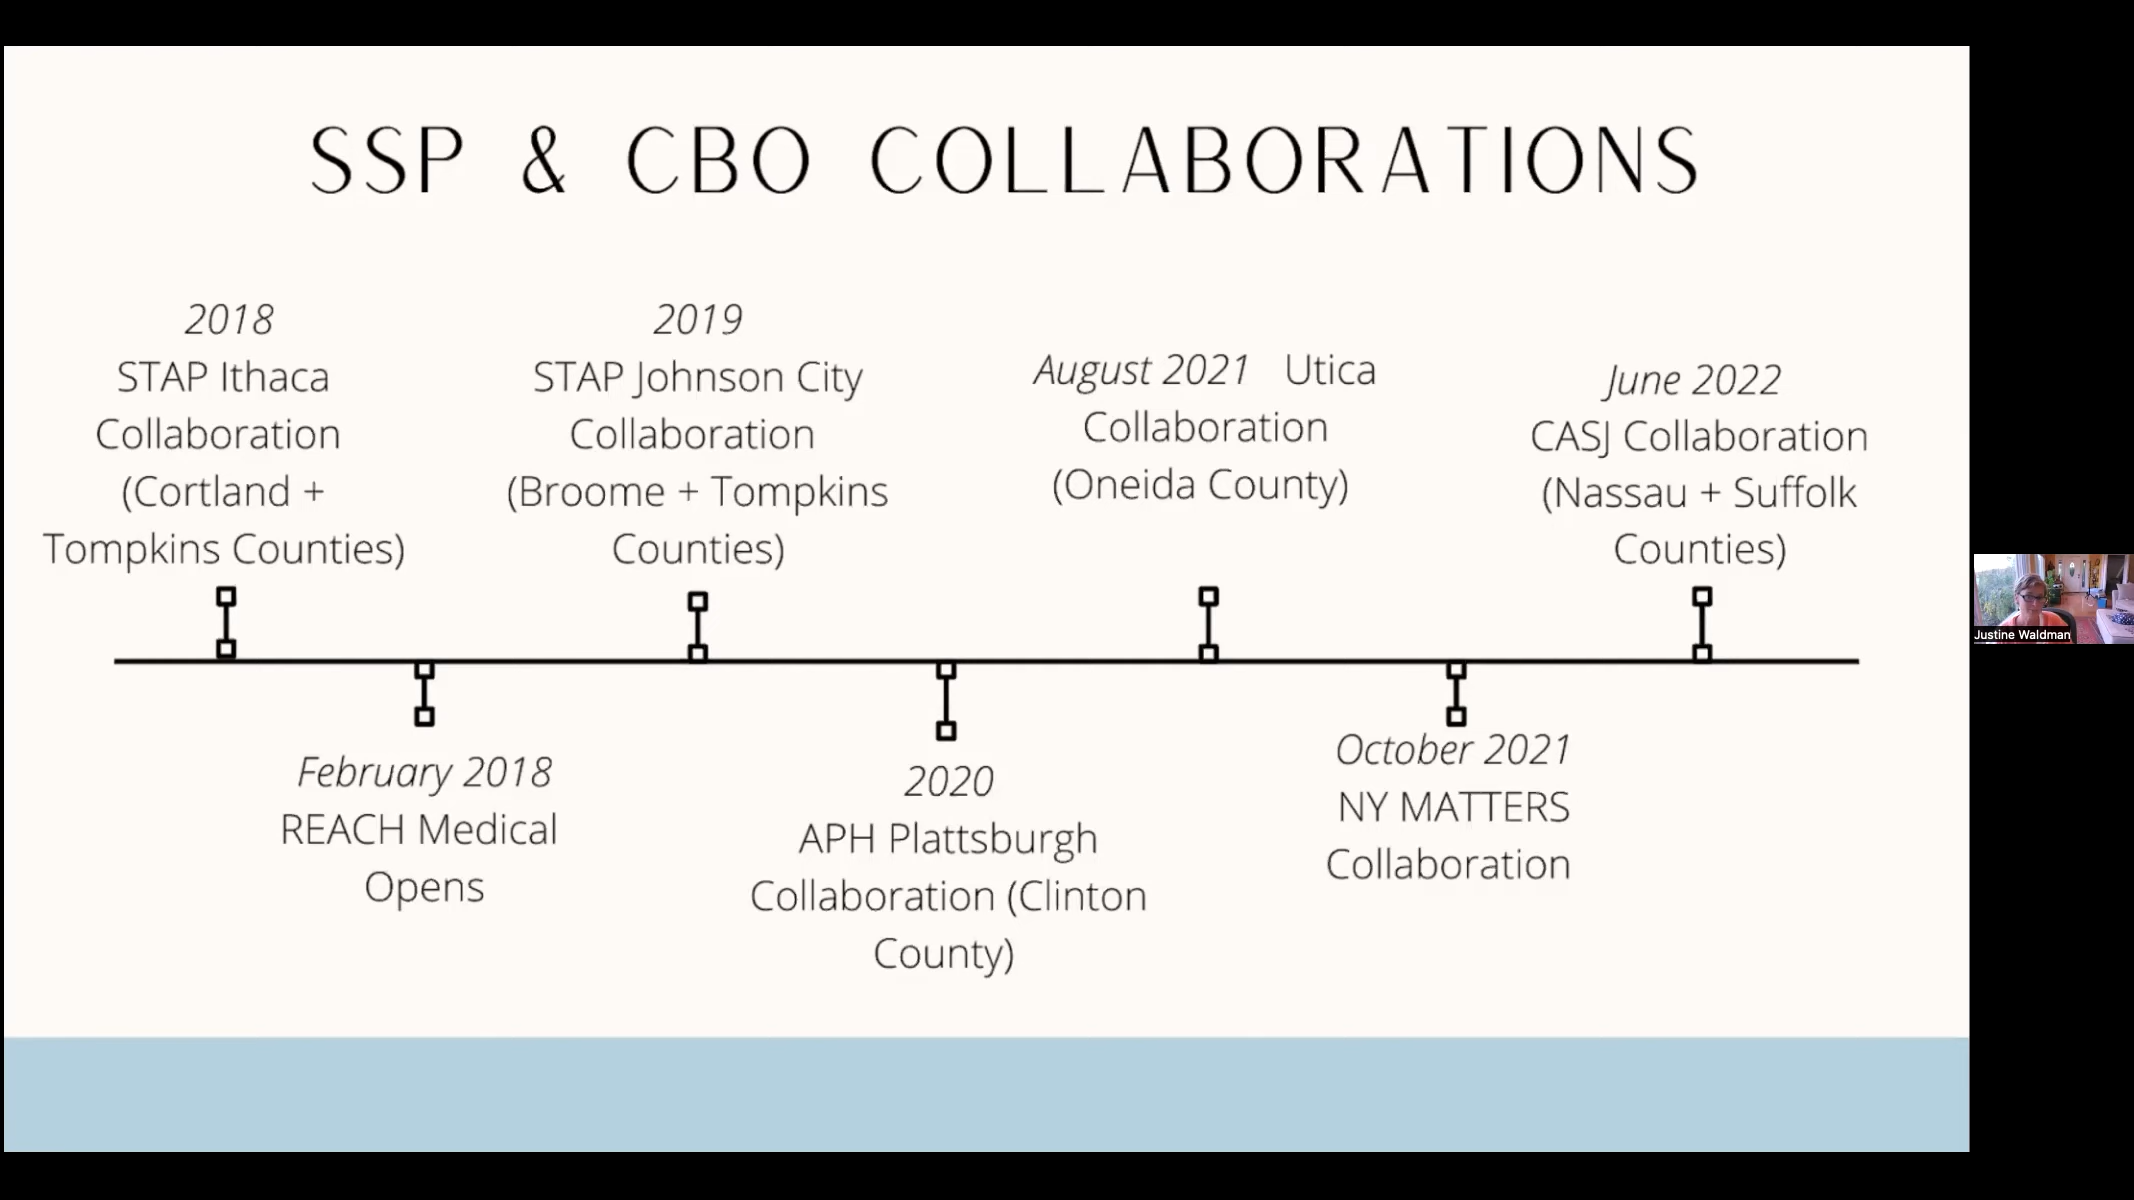 SSP & CBO COLLABORATIONS
2018
STAP Ithaca
Collaboration
(Cortland +
Tompkins Counties)
February 2018
REACH Medical
Opens
2019
STAP Johnson City
Collaboration
(Broome + Tompkins
Counties)
2020
APH Plattsburgh
Collaboration (Clinton
County)
August 2021 Utica
Collaboration
(Oneida County)
October 2021
NY MATTERS
Collaboration
June 2022
CASJ Collaboration
(Nassau + Suffolk
Counties)
Justine Waldman